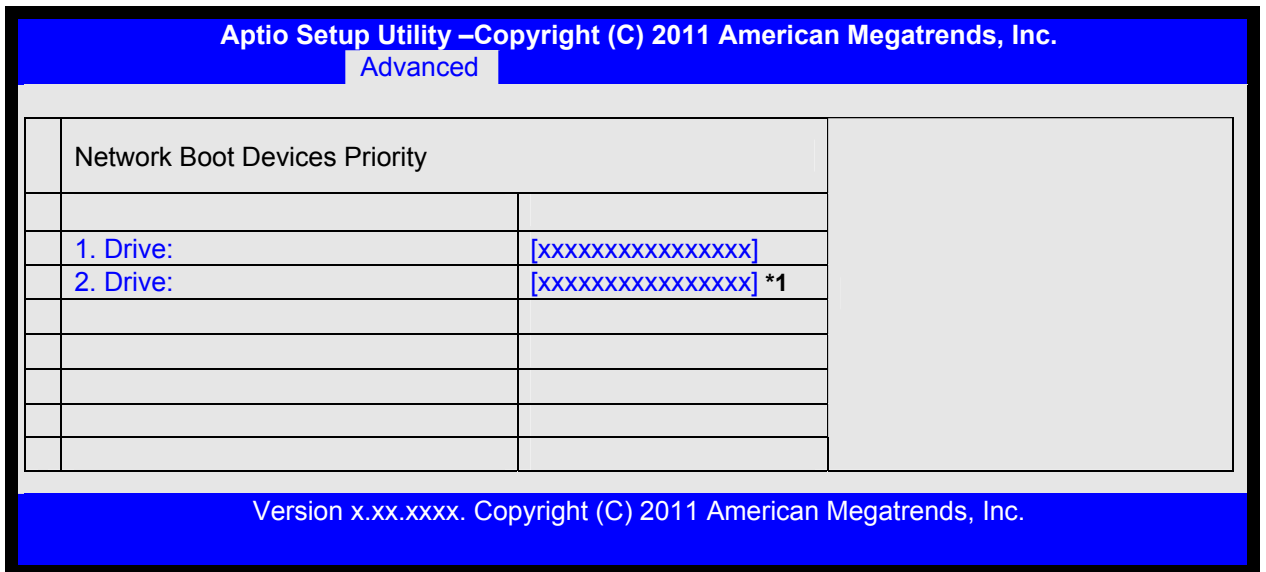 Aptio Setup Utility –Copyright (C) 2011 American Megatrends, Inc.
Advanced
Network Boot Devices Priority
1. Drive: [xxxxxxxxxxxxxxxx]
2. Drive: [xxxxxxxxxxxxxxxx] *1
Version x.xx.xxxx. Copyright (C) 2011 American Megatrends, Inc.